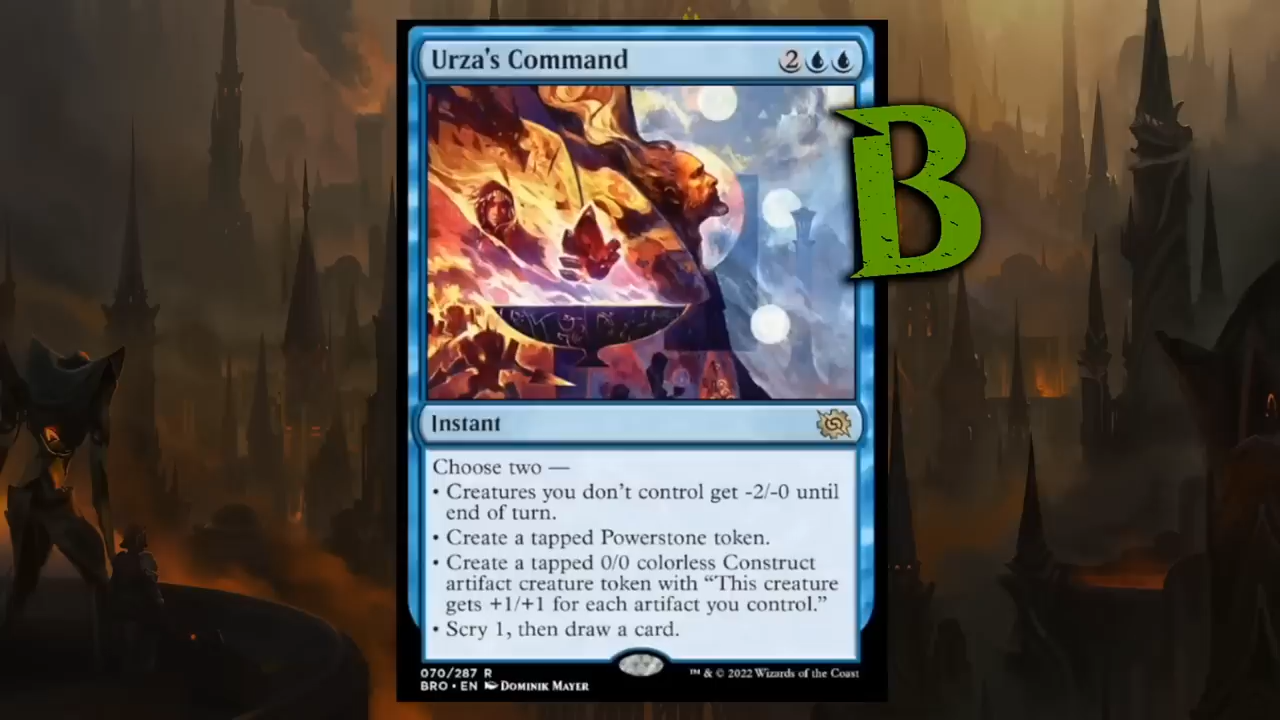 Urza's Command
2
B
Instant
Choose two —
• Creatures you don't control get -2/-0 until
end of turn.
• Create a tapped Powerstone token.
• Create a tapped 0/0 colorless Construct
artifact creature token with “This creature
gets +1/+1 for each artifact you control.”
• Scry 1, then draw a card.
070/287 R
™ & © 2022 Wizards of the Coast
BRO • EN DOMINIK MAYER